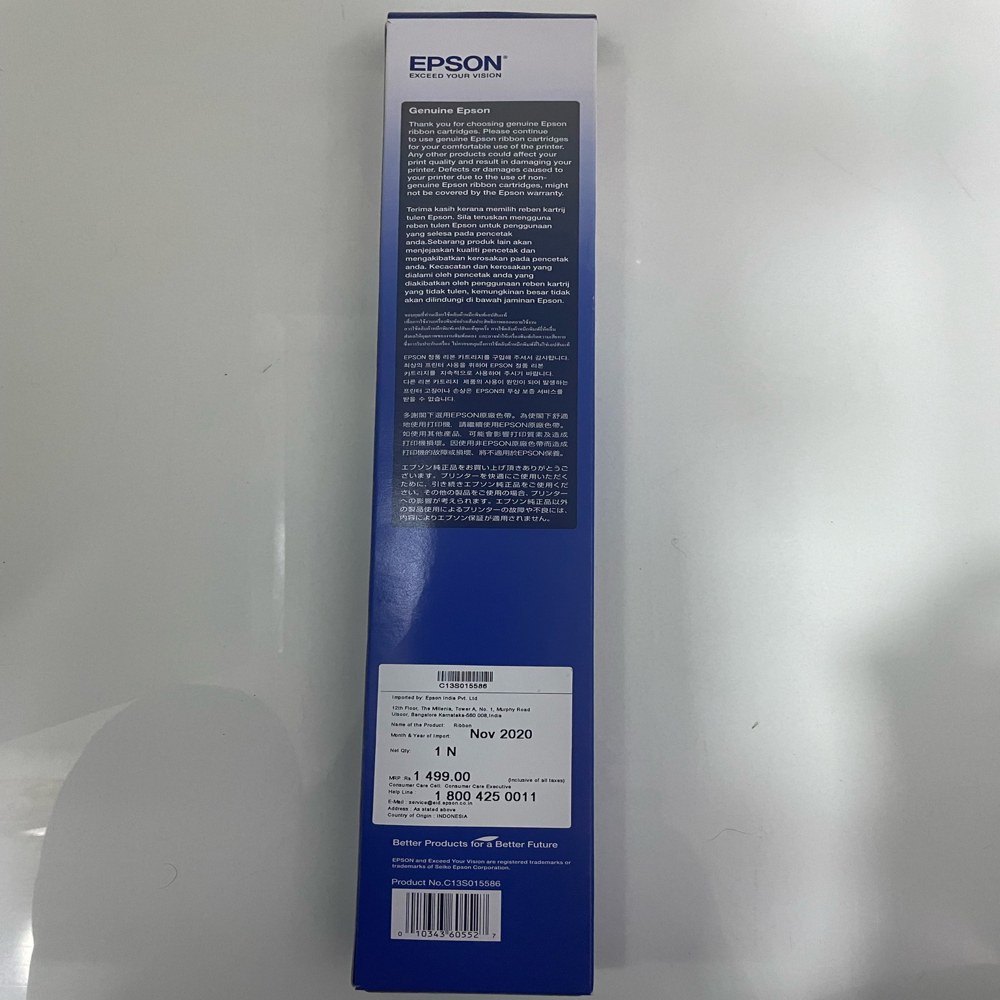 EPSON®
EXCEED YOUR VISION
Genuine Epson
Thank you for choosing genuine Epson
ribbon cartridges. Please continue
to use genuine Epson ribbon cartridges
for your comfortable use of the printer.
Any other products could affect your
print quality and result in damaging your
printer. Defects or damages caused to
your printer due to the use of non-
genuine Epson ribbon cartridges, might
not be covered by the Epson warranty.
Terima kasih kerana memilih reben kartrij
tulen Epson. Sila teruskan mengguna
reben tulen Epson untuk penggunaan
yang selesa pada pencetak
anda.Sebarang produk lain akan
menjejaskan kualiti pencetak dan
mengakibatkan kerosakan pada pencetak
anda. Kecacatan dan kerosakan yang
dialami oleh pencetak anda yang
diakibatkan oleh penggunaan reben kartrij
yang tidak tulen, kemungkinan besar tidak
akan dilindungi di bawah jaminan Epson.
EPSON 정품 리본 카트리지를 구입해 주셔서 감사합니다.
최상의 프린터 사용을 위하여 EPSON 정품 리본
카트리지를 지속적으로 사용하여 주시기 바랍니다.
다른 리본 카트리지 제품의 사용이 원인이 되어 발생하는
프린터 고장이나 손상은 EPSON의 무상 보증 서비스를
받을 수 없습니다.
多謝閣下選用EPSON原廠色帶。為使閣下舒適
地使用打印機，請繼續使用EPSON原廠色帶。
如使用其他產品，可能會影響打印質素及造成
打印機損壞。因使用非EPSON原廠色帶而造成
打印機的故障或損壞，將不適用於EPSON保養。
エプソン純正品をお買い上げ頂きありがとうご
ざいます。プリンターを快適にご使用いただく
ために、引き続きエプソン純正品をご使用くだ
さい。その他の製品をご使用の場合、プリンター
への影響が考えられます。エプソン純正品以外
の製品使用によるプリンターの故障や不良には、
内容によりエプソン保証が適用されません。
C13S015586
Imported by: Epson India Pvt. Ltd
12th Floor, The Millenia, Tower A, No. 1, Murphy Road
Ulsoor, Bangalore Karnataka-560 008,India
Name of the Product: Ribbon
Month & Year of Import: Nov 2020
Net Qty: 1 N
MRP Rs 1 499.00 (Inclusive of all taxes)
Consumer Care Cell: Consumer Care Executive
Help Line : 1 800 425 0011
E-Mail : service@eid.epson.co.in
Address : As stated above
Country of Origin : INDONESIA
Better Products for a Better Future
EPSON and Exceed Your Vision are registered trademarks or
trademarks of Seiko Epson Corporation.
Product No.C13S015586
0 10343 60552 7